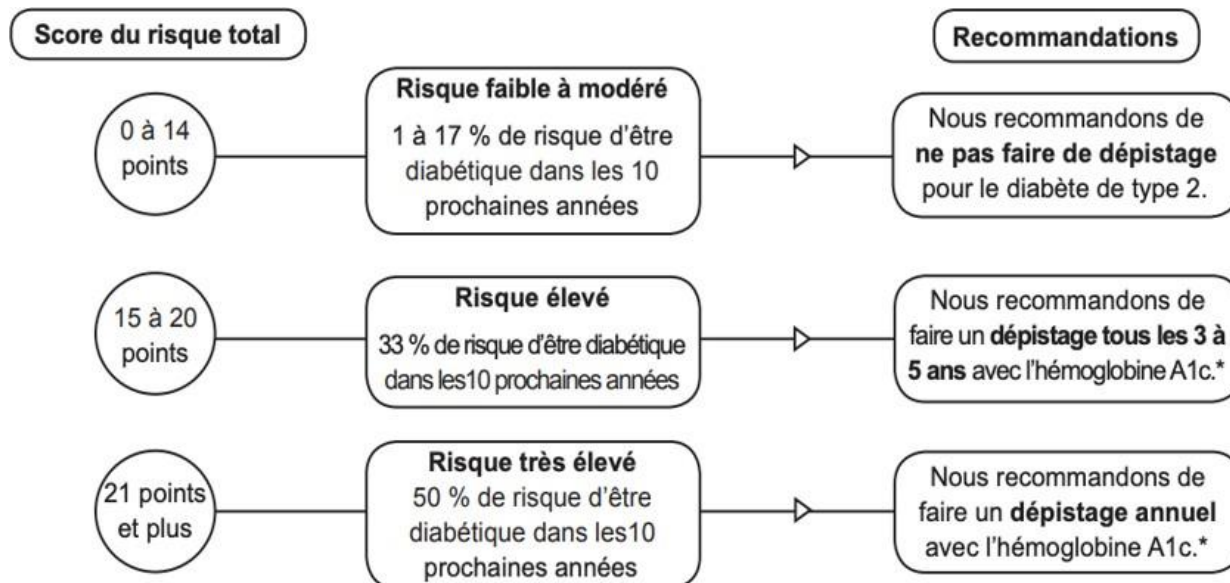 Score du risque total
Recommandations
0 à 14
points
Risque faible à modéré
1 à 17 % de risque d'être
diabétique dans les 10
prochaines années
Nous recommandons de
ne pas faire de dépistage
pour le diabète de type 2.
15 à 20
points
Risque élevé
33 % de risque d'être diabétique
dans les10 prochaines années
Nous recommandons de
faire un dépistage tous les 3 à
5 ans avec l'hémoglobine A1c.*
21 points
et plus
Risque très élevé
50 % de risque d'être
diabétique dans les10
prochaines années
Nous recommandons de
faire un dépistage annuel
avec l'hémoglobine A1c.*